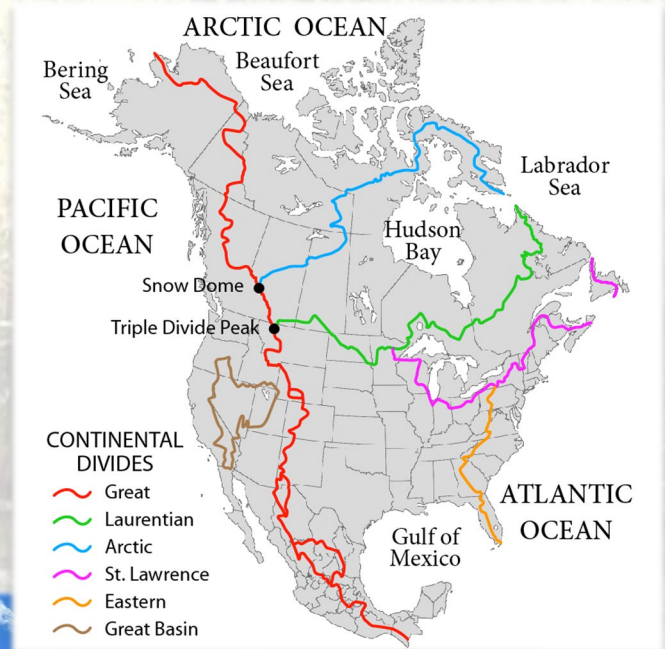 ARCTIC OCEAN
Bering
Sea
Beaufort
Sea
Labrador
Sea
PACIFIC
OCEAN
Hudson
Bay
Snow Dome
Triple Divide Peak
CONTINENTAL
DIVIDES
Great
Laurentian
Arctic
St. Lawrence
Eastern
Great Basin
Gulf of
Mexico
ATLANTIC
OCEAN